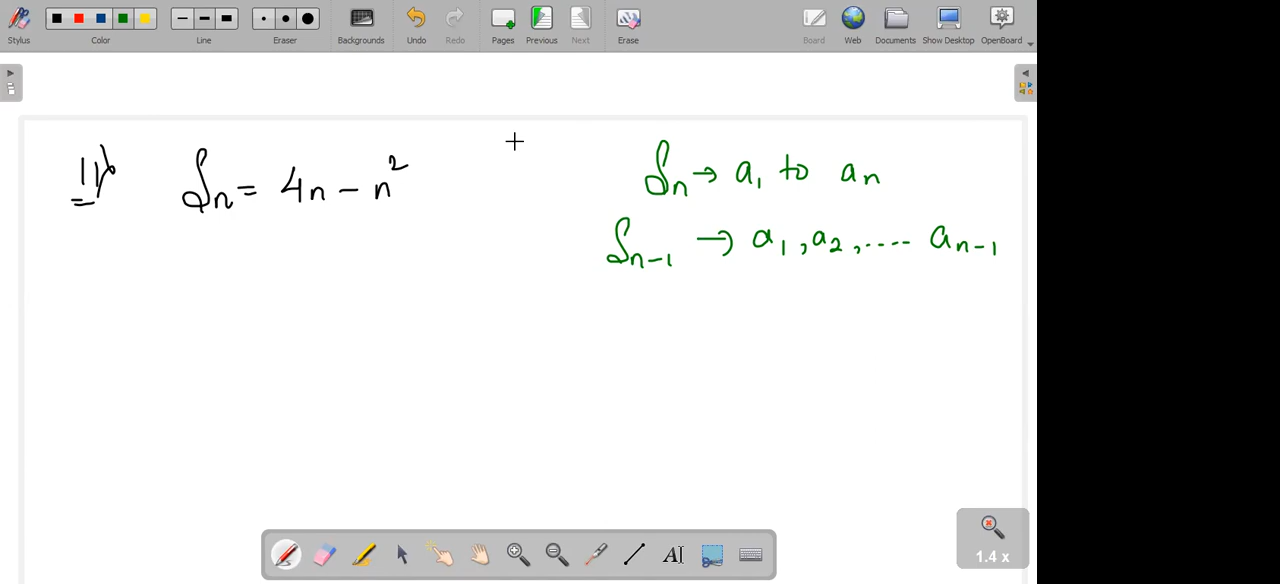 Stylus Color Line Eraser Backgrounds Undo Redo Pages Previous Next Erase Board Web Documents Show Desktop OpenBoard
11) Sn = 4n - n²
Sn → a₁ to an
Sn-1 → a₁, a₂, .... an-1
AI
1.4 x